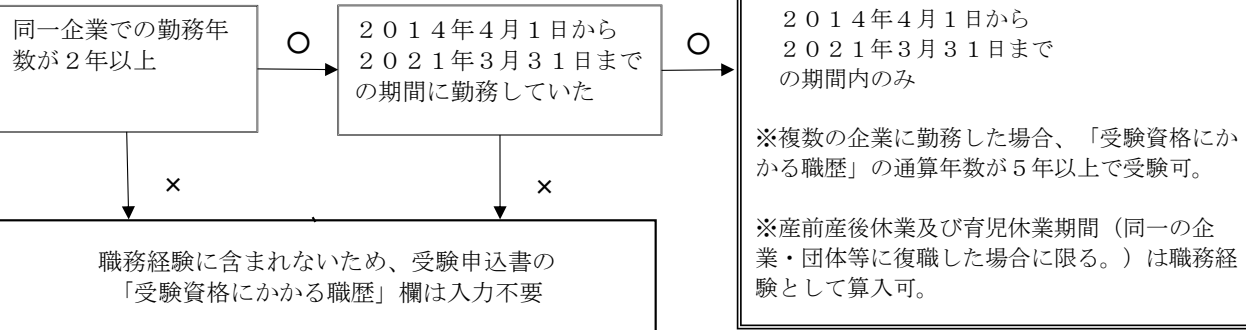 同一企業での勤務年
数が２年以上
○
２０１４年４月１日から
２０２１年３月３１日まで
の期間に勤務していた
○
２０１４年４月１日から
２０２１年３月３１日まで
の期間内のみ
※複数の企業に勤務した場合、「受験資格にか
かる職歴」の通算年数が５年以上で受験可。
※産前産後休業及び育児休業期間（同一の企
業・団体等に復職した場合に限る。）は職務経
験として算入可。
×
×
職務経験に含まれないため、受験申込書の
「受験資格にかかる職歴」欄は入力不要